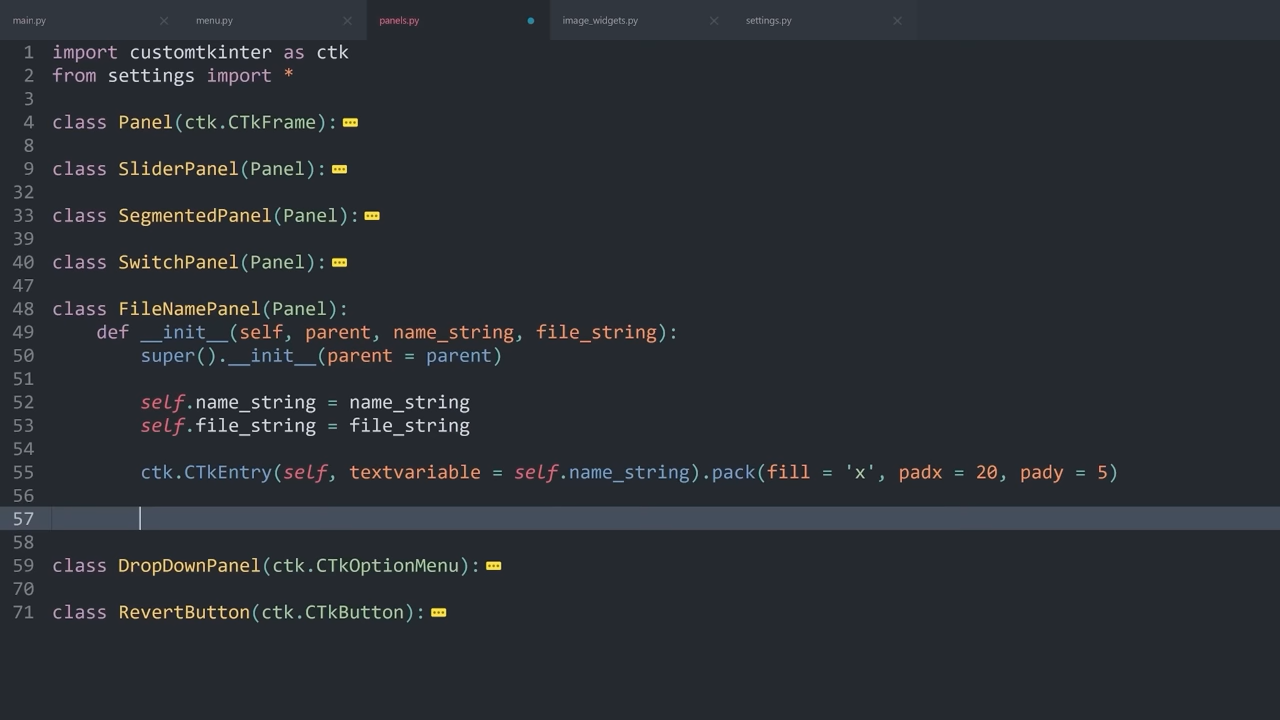 main.py menu.py panels.py image_widgets.py settings.py
1 import customtkinter as ctk
2 from settings import *
3
4 class Panel(ctk.CTkFrame):
8
9 class SliderPanel(Panel):
32
33 class SegmentedPanel(Panel):
39
40 class SwitchPanel(Panel):
47
48 class FileNamePanel(Panel):
49     def __init__(self, parent, name_string, file_string):
50         super().__init__(parent = parent)
51
52         self.name_string = name_string
53         self.file_string = file_string
54
55         ctk.CTkEntry(self, textvariable = self.name_string).pack(fill = 'x', padx = 20, pady = 5)
56
57
58
59 class DropDownPanel(ctk.CTkOptionMenu):
70
71 class RevertButton(ctk.CTkButton):